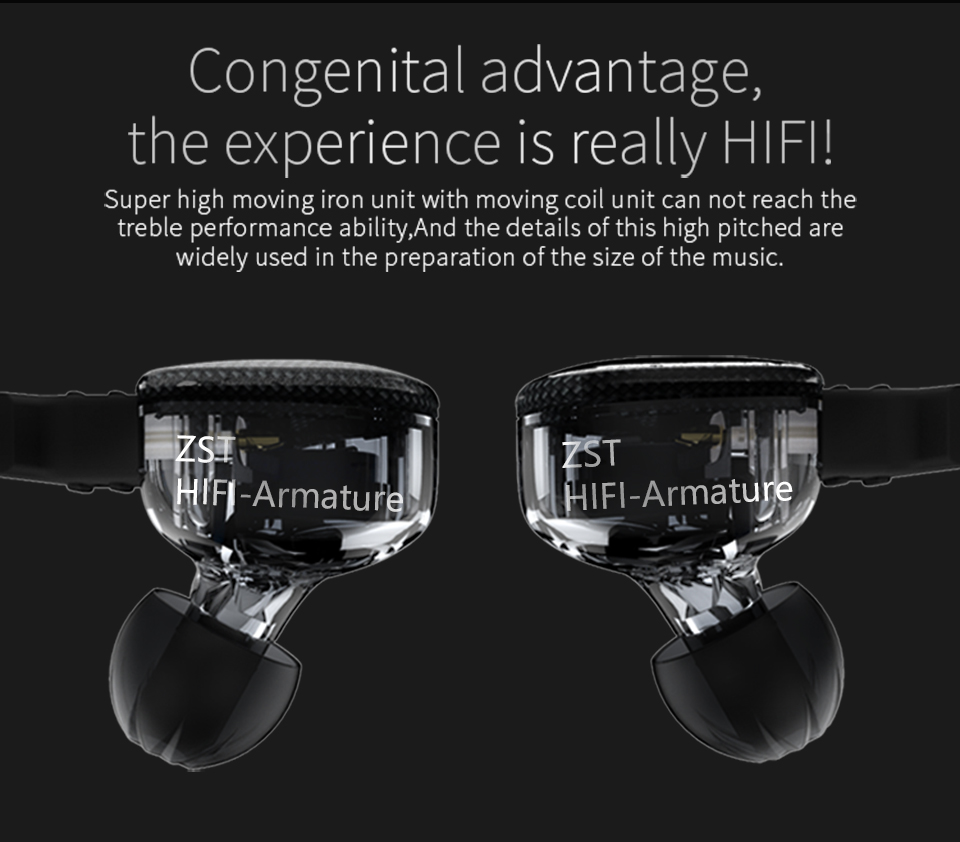 Congenital advantage,
the experience is really HIFI!
Super high moving iron unit with moving coil unit can not reach the
treble performance ability,And the details of this high pitched are
widely used in the preparation of the size of the music.
ZST
HIFI-Armature
ZST
HIFI-Armature